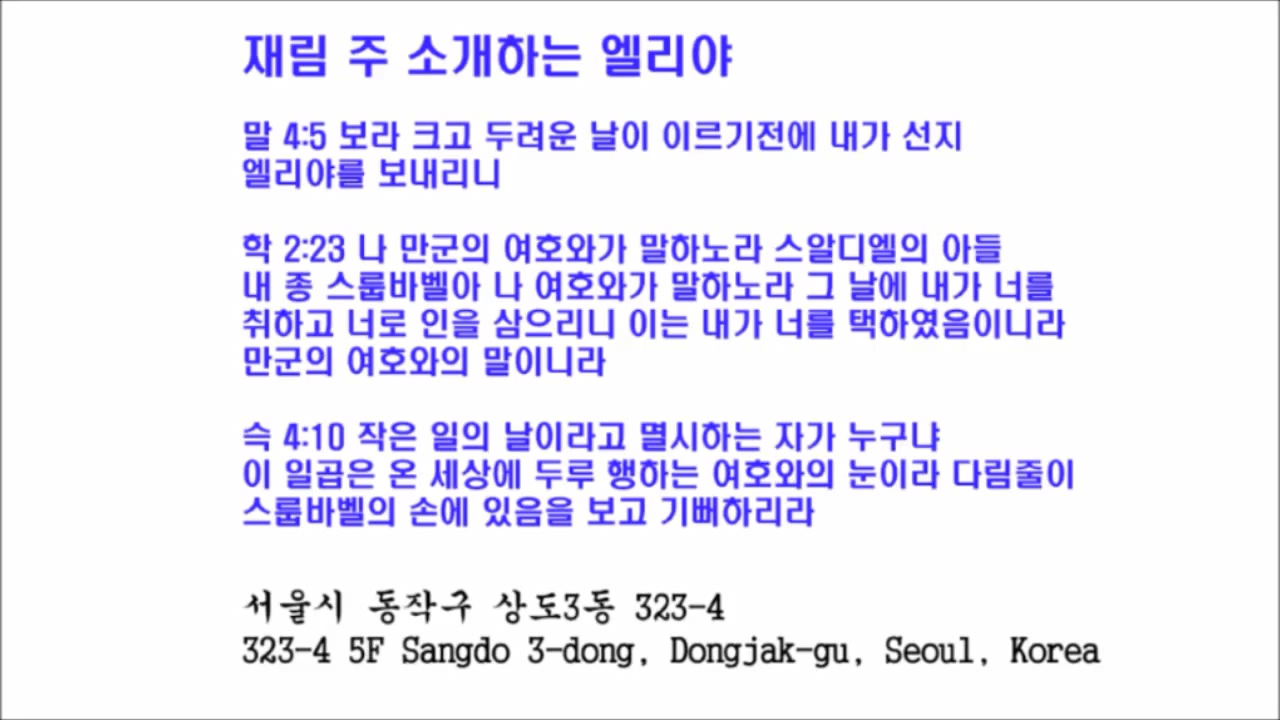 재림 주 소개하는 엘리야
말 4:5 보라 크고 두려운 날이 이르기전에 내가 선지
엘리야를 보내리니
학 2:23 나 만군의 여호와가 말하노라 스알디엘의 아들
내 종 스룹바벨아 나 여호와가 말하노라 그 날에 내가 너를
취하고 너로 인을 삼으리니 이는 내가 너를 택하였음이니라
만군의 여호와의 말이니라
슥 4:10 작은 일의 날이라고 멸시하는 자가 누구냐
이 일곱은 온 세상에 두루 행하는 여호와의 눈이라 다림줄이
스룹바벨의 손에 있음을 보고 기뻐하리라
서울시 동작구 상도3동 323-4
323-4 5F Sangdo 3-dong, Dongjak-gu, Seoul, Korea